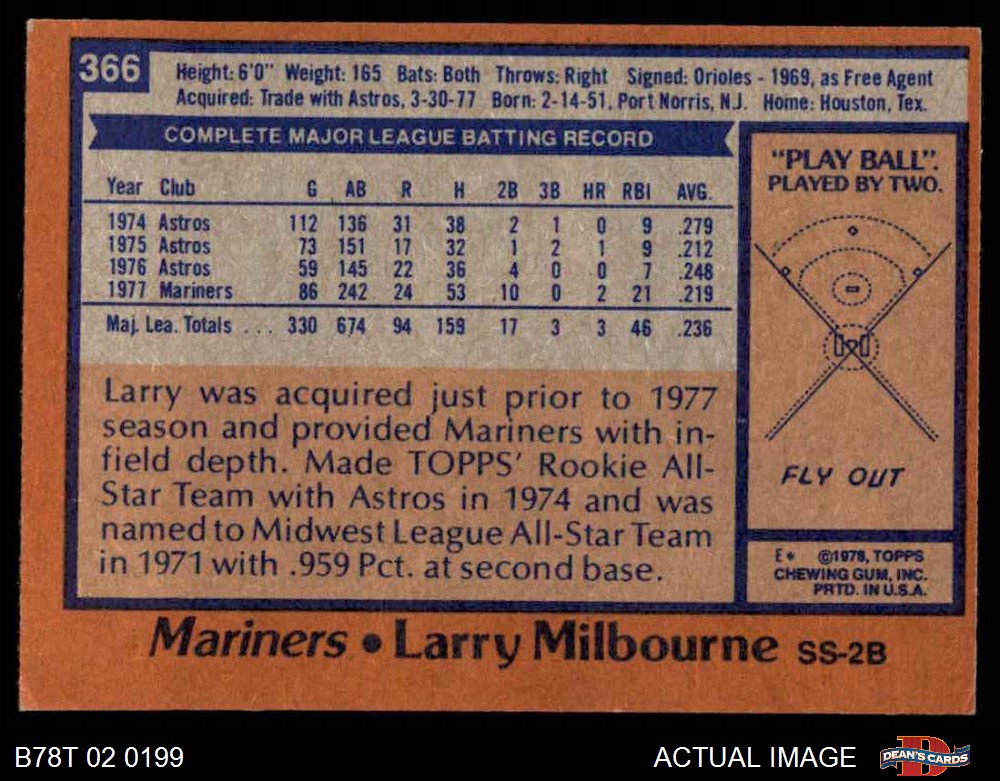 366
Height: 6'0" Weight: 165 Bats: Both Throws: Right Signed: Orioles - 1969, as Free Agent
Acquired: Trade with Astros, 3-30-77 Born: 2-14-51, Port Norris, N.J. Home: Houston, Tex.
COMPLETE MAJOR LEAGUE BATTING RECORD
Year Club G AB R H 2B 3B HR RBI AVG.
1974 Astros 112 136 31 38 2 1 0 9 .279
1975 Astros 73 151 17 32 1 2 1 9 .212
1976 Astros 59 145 22 36 4 0 0 7 .248
1977 Mariners 86 242 24 53 10 0 2 21 .219
Maj. Lea. Totals ... 330 674 94 159 17 3 3 46 .236
Larry was acquired just prior to 1977
season and provided Mariners with in-
field depth. Made TOPPS' Rookie All-
Star Team with Astros in 1974 and was
named to Midwest League All-Star Team
in 1971 with .959 Pct. at second base.
"PLAY BALL".
PLAYED BY TWO.
FLY OUT
E* ©1978, TOPPS
CHEWING GUM, INC.
PRTD. IN U.S.A.
Mariners • Larry Milbourne SS-2B
B78T 02 0199
ACTUAL IMAGE
DEAN'S CARDS